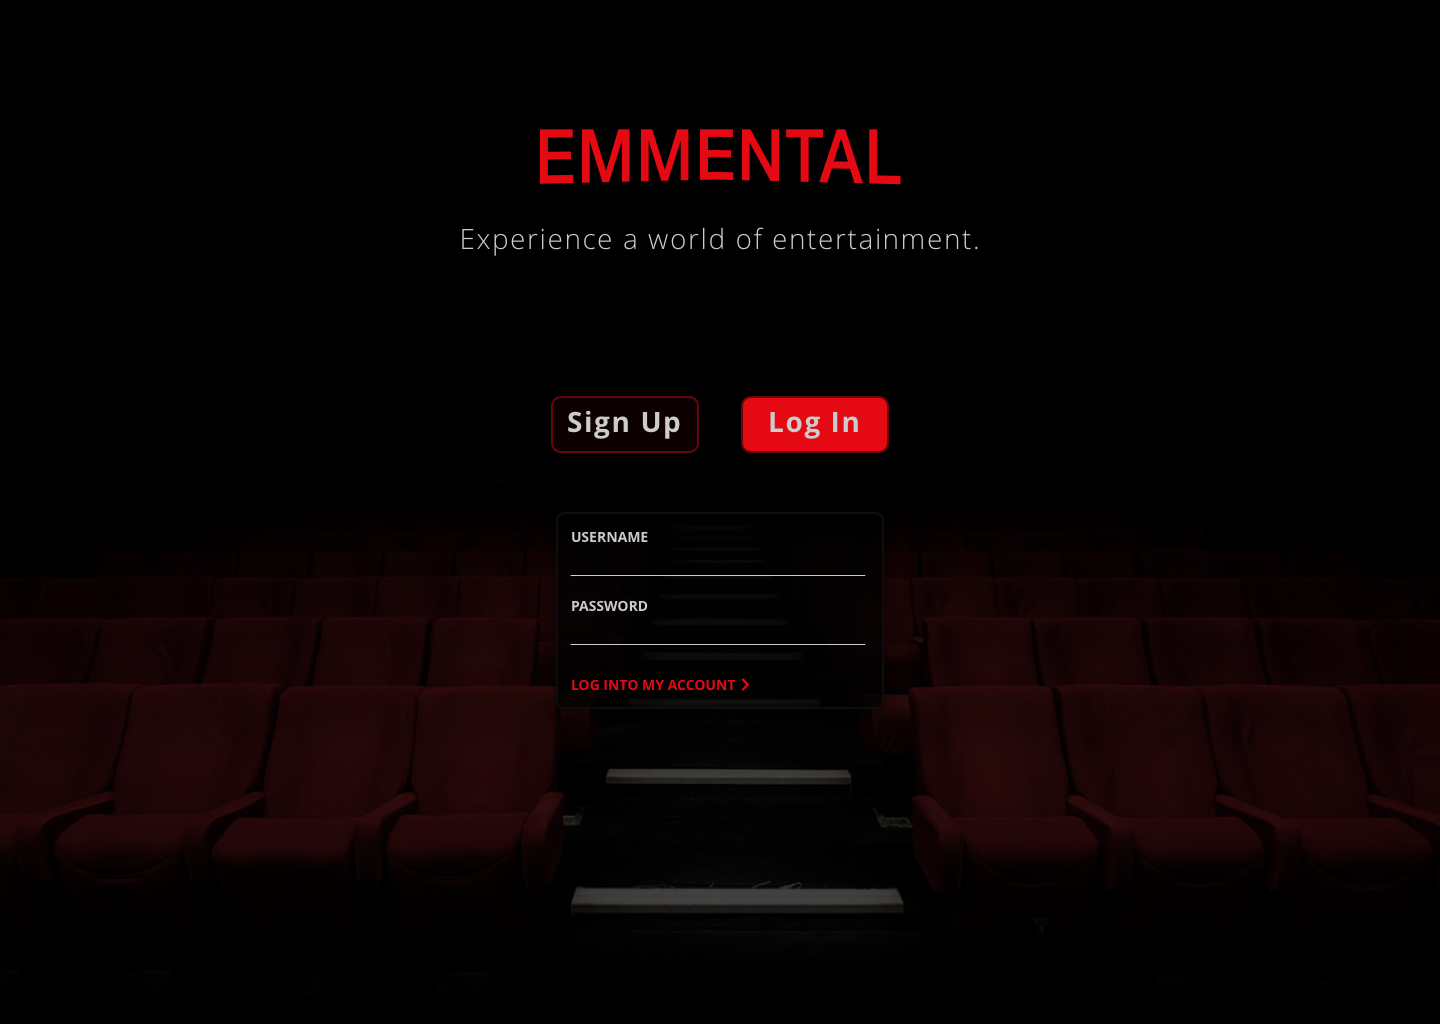 EMMENTAL
Experience a world of entertainment.
Sign Up
Log In
USERNAME
PASSWORD
LOG INTO MY ACCOUNT